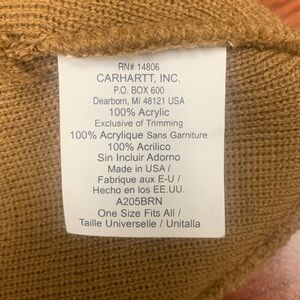 RN# 14806
CARHARTT, INC.
P.O. BOX 600
Dearborn, MI 48121 USA
100% Acrylic
Exclusive of Trimming
100% Acrylique Sans Garniture
100% Acrilico
Sin Incluir Adorno
Made in USA /
Fabrique aux E-U /
Hecho en los EE.UU.
A205BRN
One Size Fits All /
Taille Universelle / Unitalla